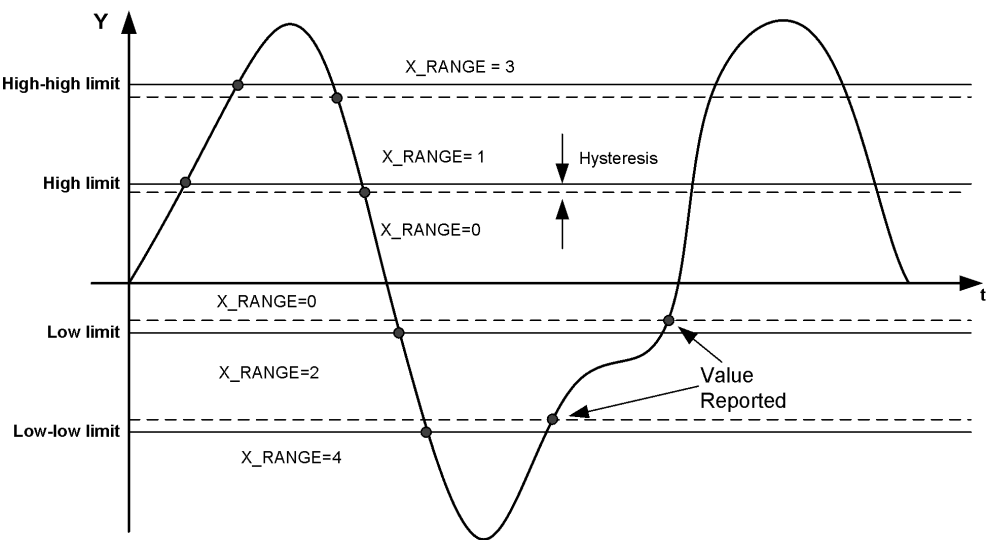 Y
High-high limit
X_RANGE = 3
X_RANGE= 1
Hysteresis
High limit
X_RANGE=0
t
X_RANGE=0
Low limit
X_RANGE=2
Value
Reported
Low-low limit
X_RANGE=4